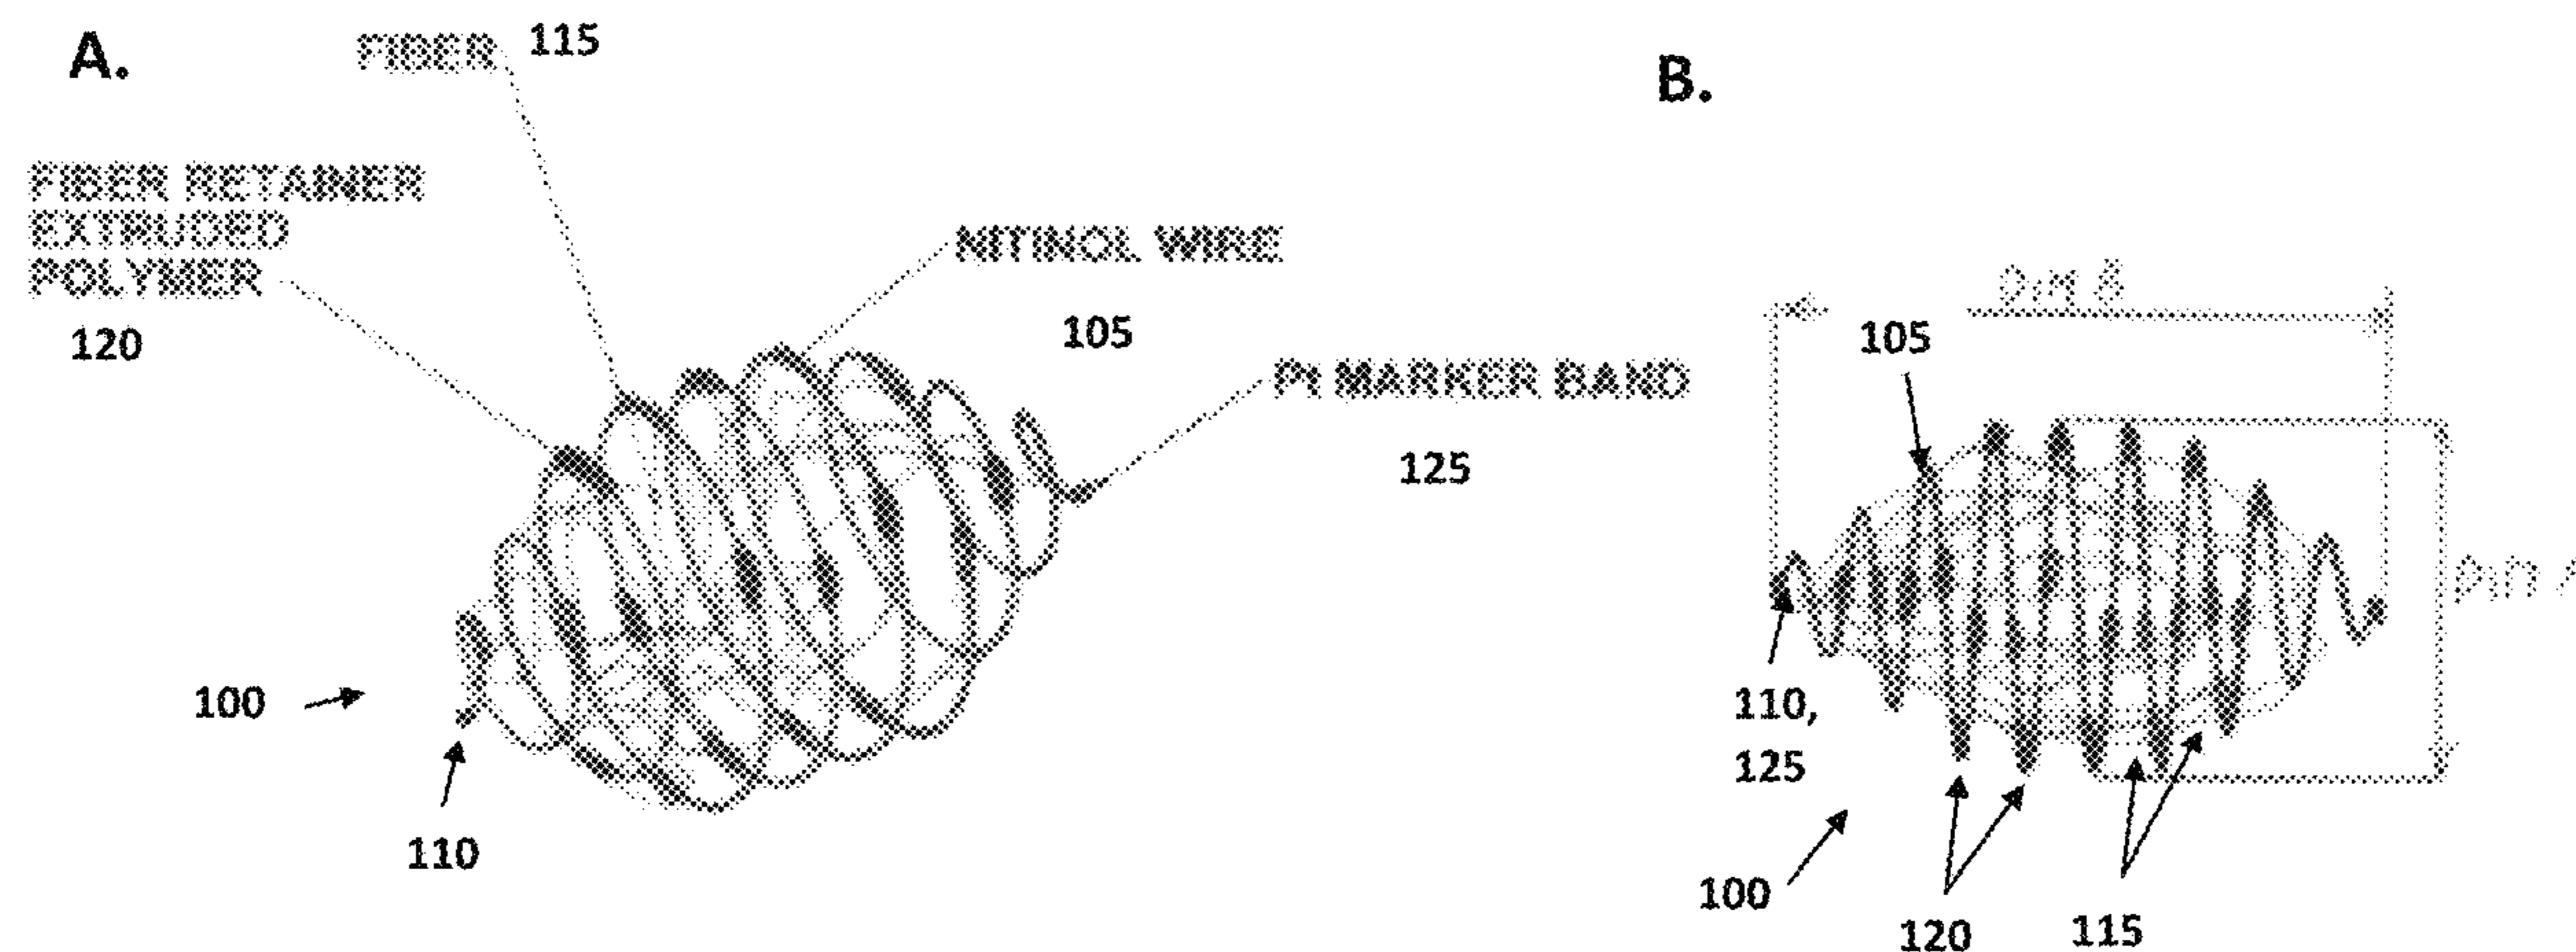 A.
FIBER 115
FIBER RETAINER
EXTRUDED
POLYMER
120
NITINOL WIRE
105
Pt MARKER BAND
125
100
110
B.
105
110,
125
100
120
115